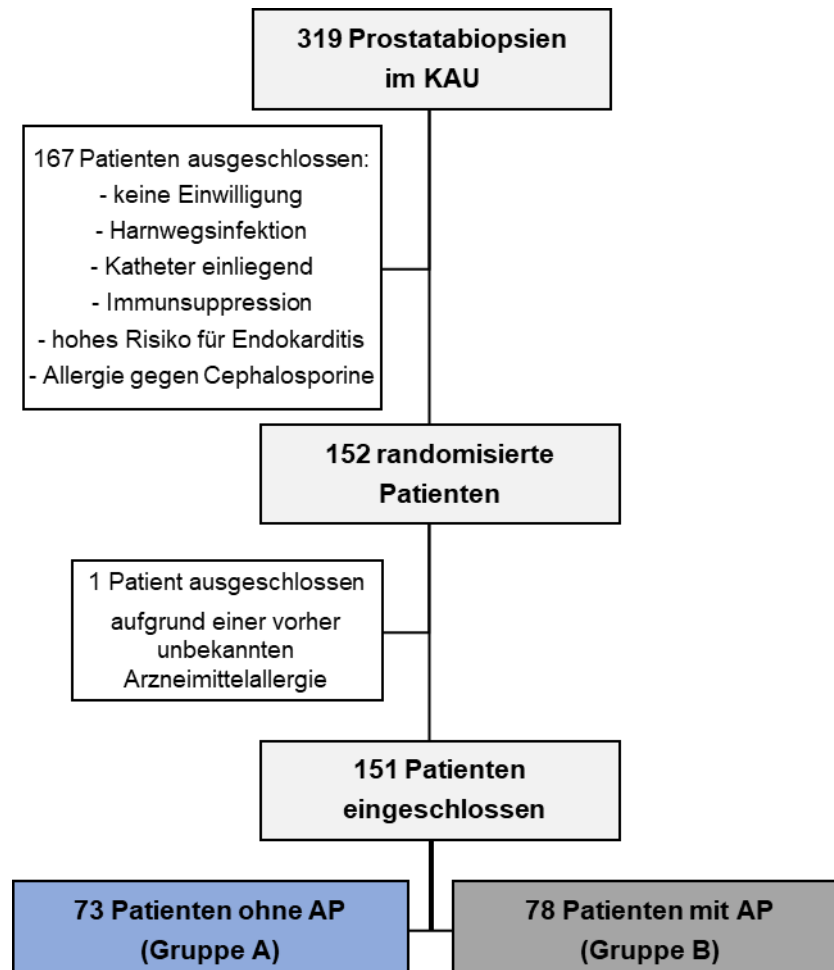 319 Prostatabiopsien
im KAU
167 Patienten ausgeschlossen:
- keine Einwilligung
- Harnwegsinfektion
- Katheter einliegend
- Immunsuppression
- hohes Risiko für Endokarditis
- Allergie gegen Cephalosporine
152 randomisierte
Patienten
1 Patient ausgeschlossen
aufgrund einer vorher
unbekannten
Arzneimittelallergie
151 Patienten
eingeschlossen
73 Patienten ohne AP
(Gruppe A)
78 Patienten mit AP
(Gruppe B)